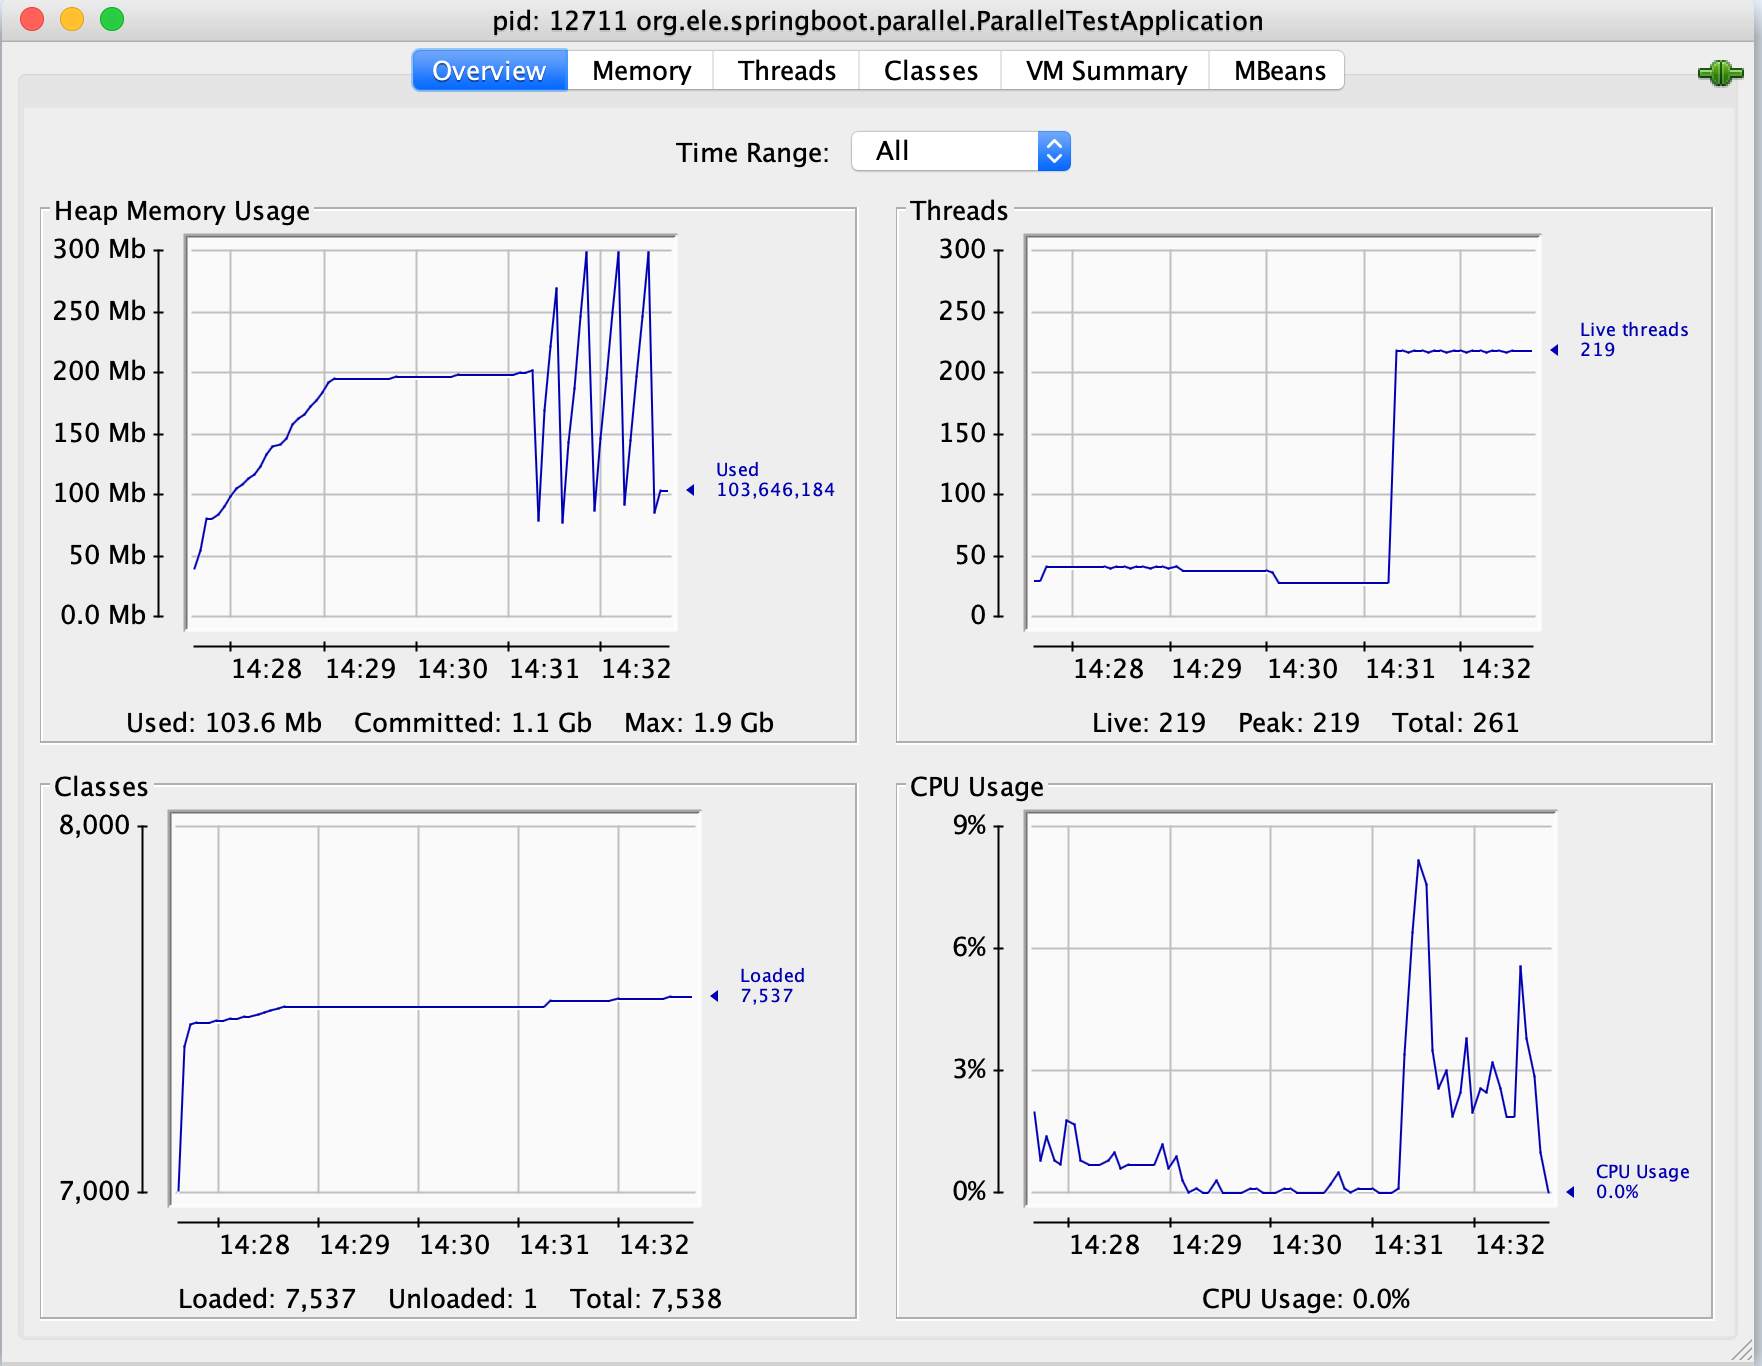 pid: 12711 org.ele.springboot.parallel.ParallelTestApplication
Overview Memory Threads Classes VM Summary MBeans
Time Range: All
Heap Memory Usage
300 Mb
250 Mb
200 Mb
150 Mb
100 Mb
50 Mb
0.0 Mb
Used
103,646,184
14:28 14:29 14:30 14:31 14:32
Used: 103.6 Mb Committed: 1.1 Gb Max: 1.9 Gb
Threads
300
250
200
150
100
50
0
Live threads
219
14:28 14:29 14:30 14:31 14:32
Live: 219 Peak: 219 Total: 261
Classes
8,000
7,000
Loaded
7,537
14:28 14:29 14:30 14:31 14:32
Loaded: 7,537 Unloaded: 1 Total: 7,538
CPU Usage
9%
6%
3%
0%
CPU Usage
0.0%
14:28 14:29 14:30 14:31 14:32
CPU Usage: 0.0%